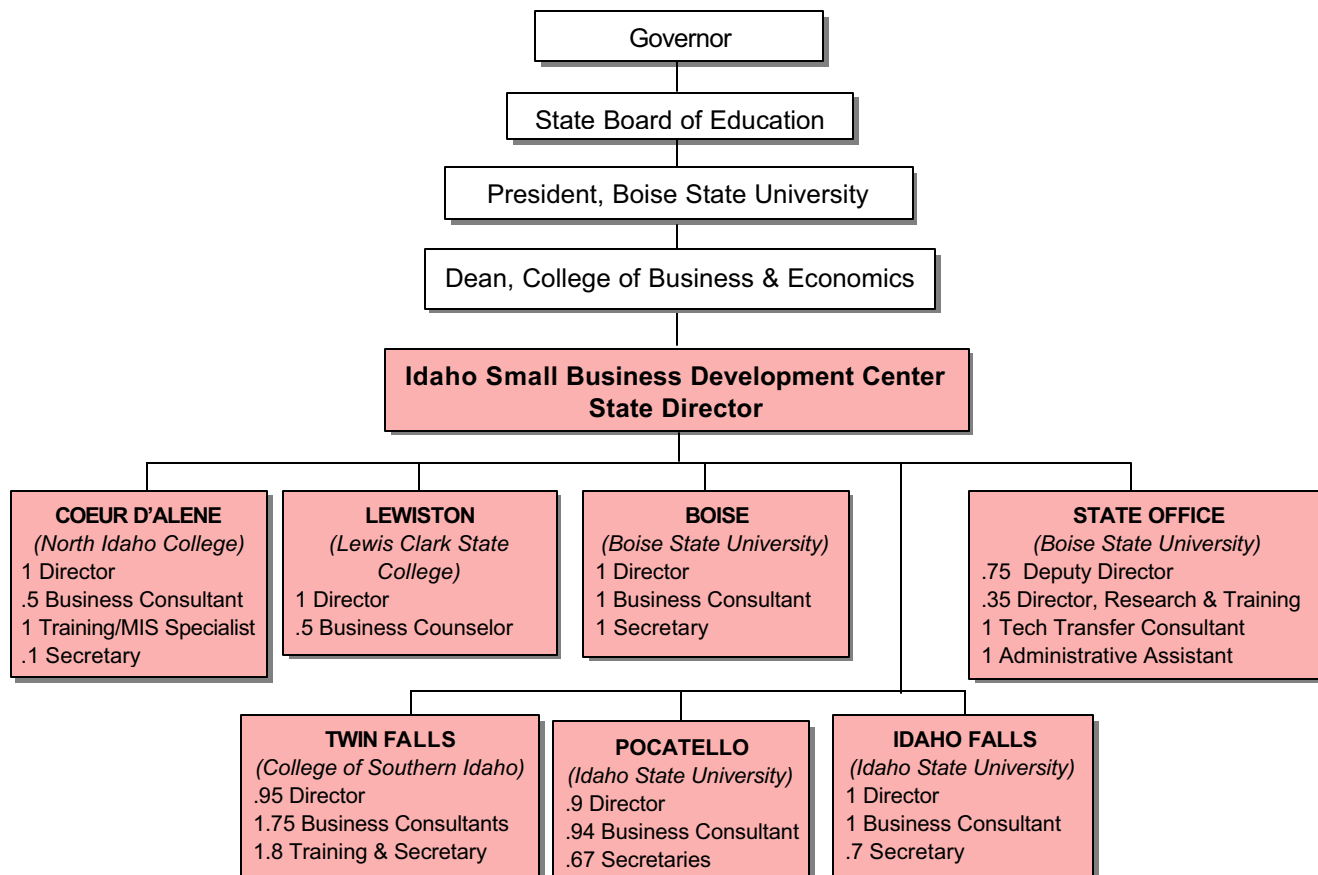 Governor
State Board of Education
President, Boise State University
Dean, College of Business & Economics
Idaho Small Business Development Center
State Director
COEUR D’ALENE
(North Idaho College)
1 Director
.5 Business Consultant
1 Training/MIS Specialist
.1 Secretary
LEWISTON
(Lewis Clark State
College)
1 Director
.5 Business Counselor
BOISE
(Boise State University)
1 Director
1 Business Consultant
1 Secretary
STATE OFFICE
(Boise State University)
.75 Deputy Director
.35 Director, Research & Training
1 Tech Transfer Consultant
1 Administrative Assistant
TWIN FALLS
(College of Southern Idaho)
.95 Director
1.75 Business Consultants
1.8 Training & Secretary
POCATELLO
(Idaho State University)
.9 Director
.94 Business Consultant
.67 Secretaries
IDAHO FALLS
(Idaho State University)
1 Director
1 Business Consultant
.7 Secretary